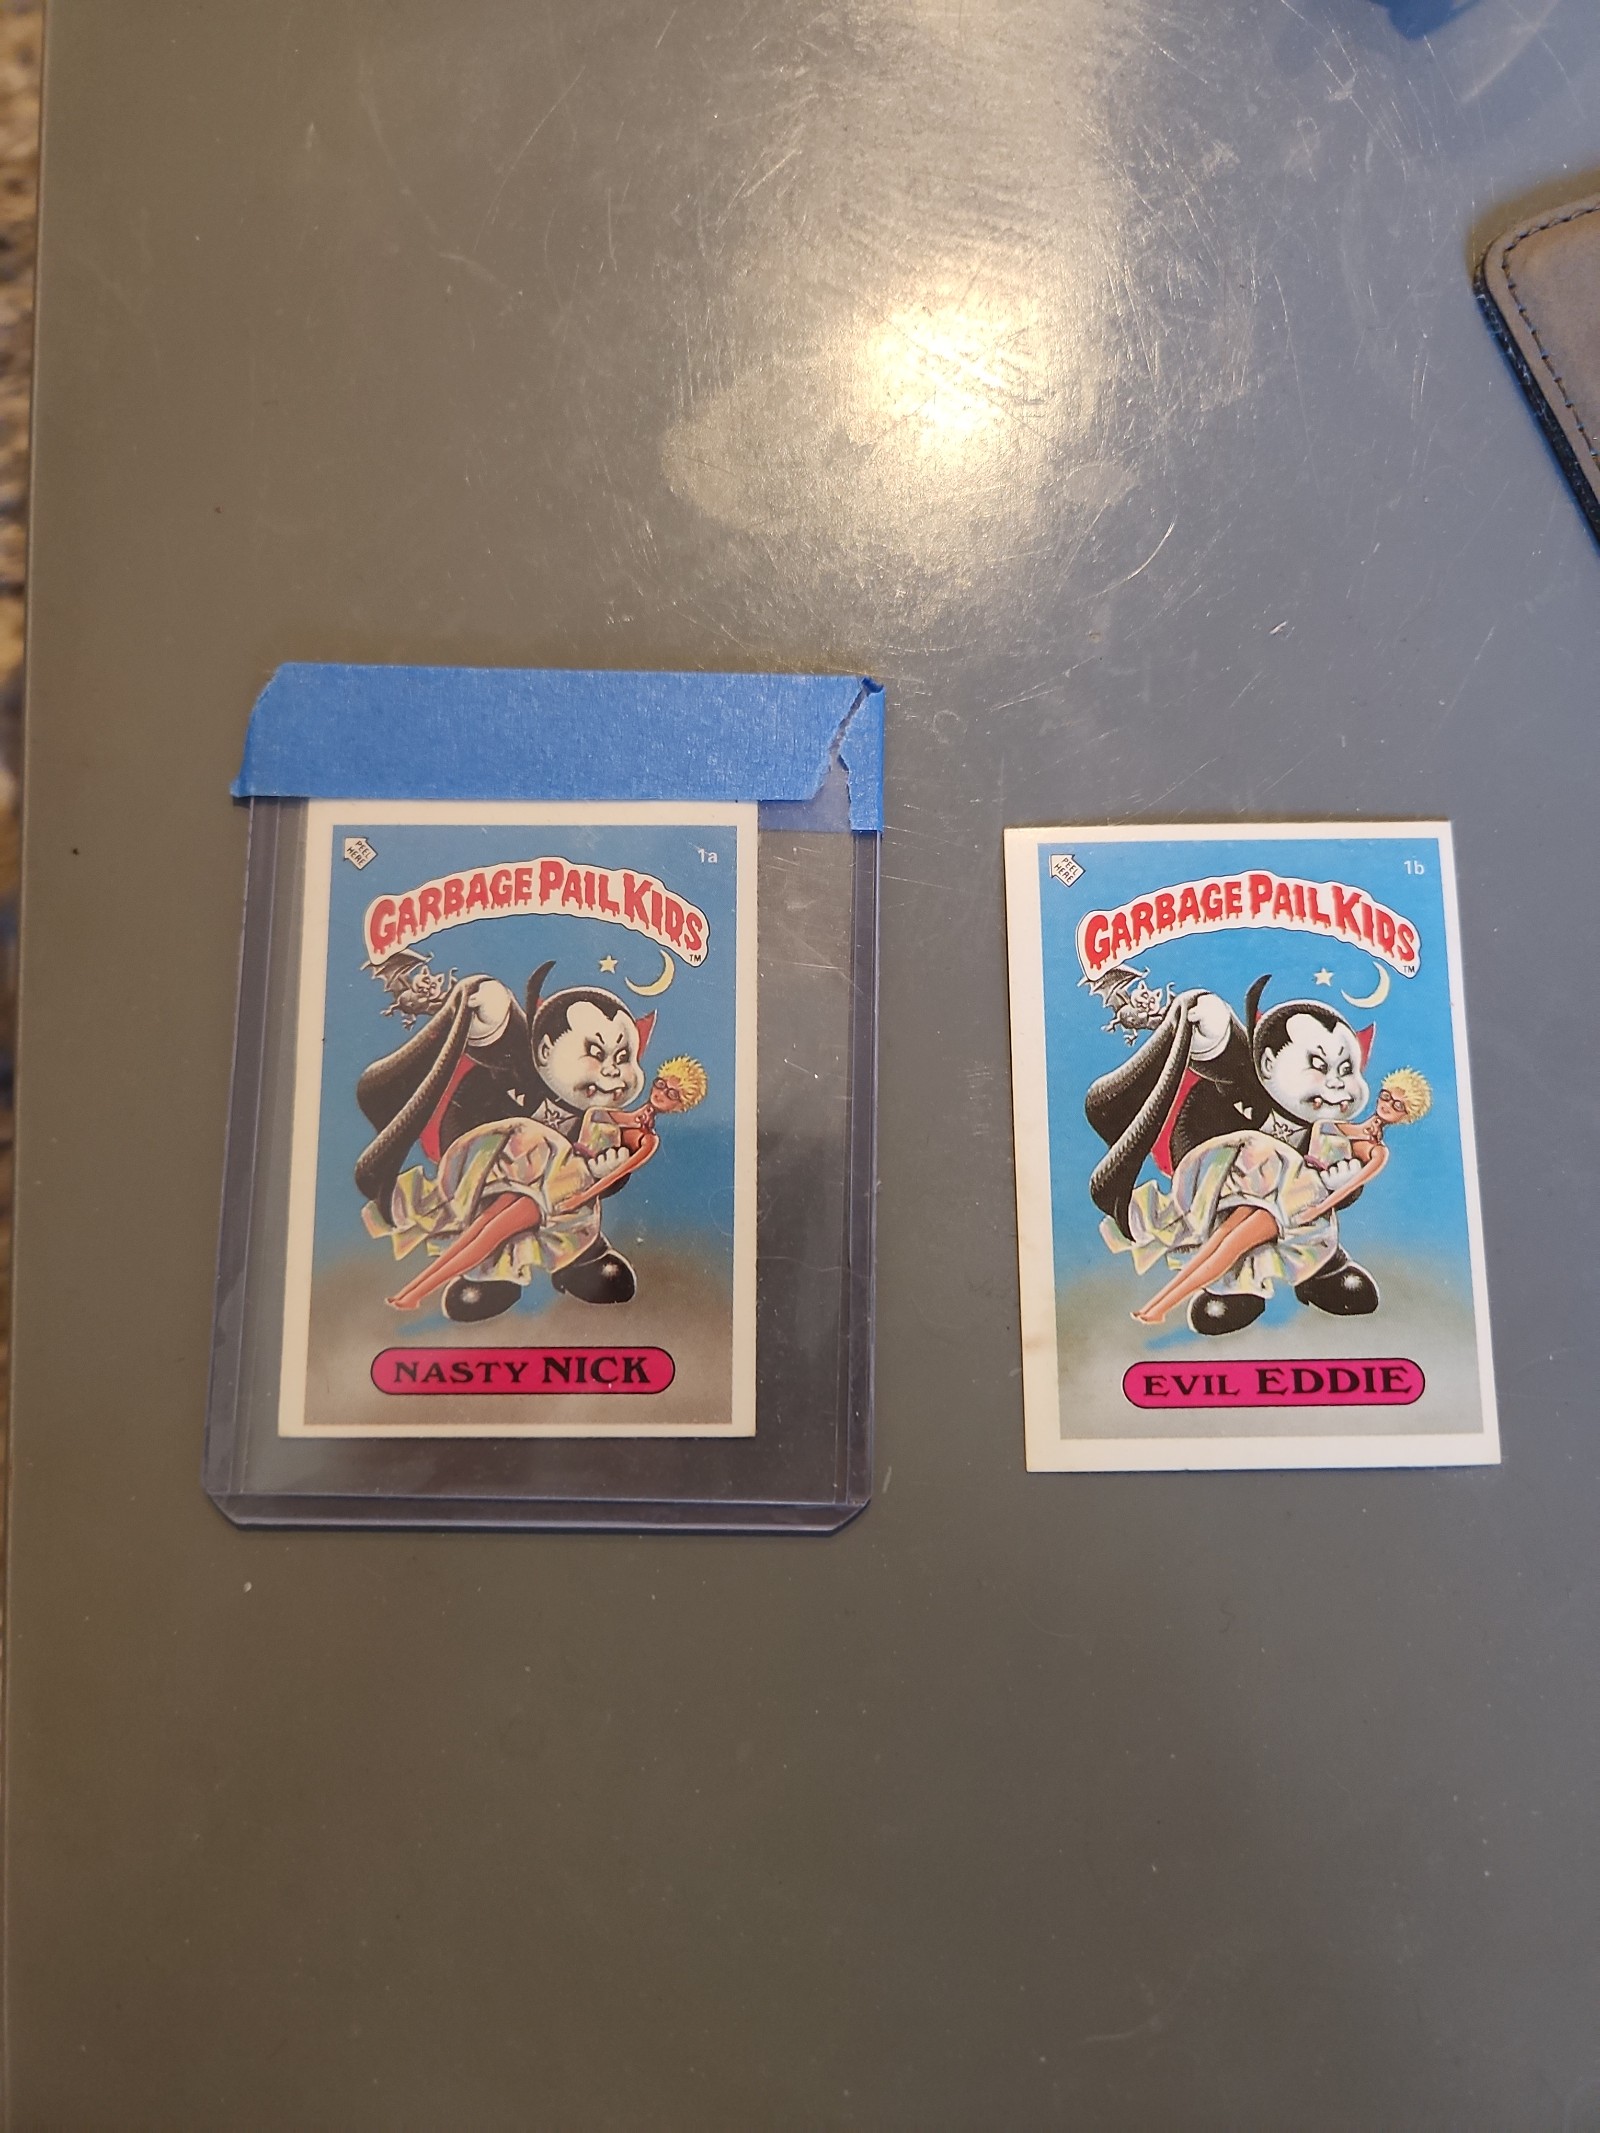 PEEL
HERE
1a
GARBAGE PAIL KIDS
TM
NASTY NICK
PEEL
HERE
1b
GARBAGE PAIL KIDS
TM
EVIL EDDIE